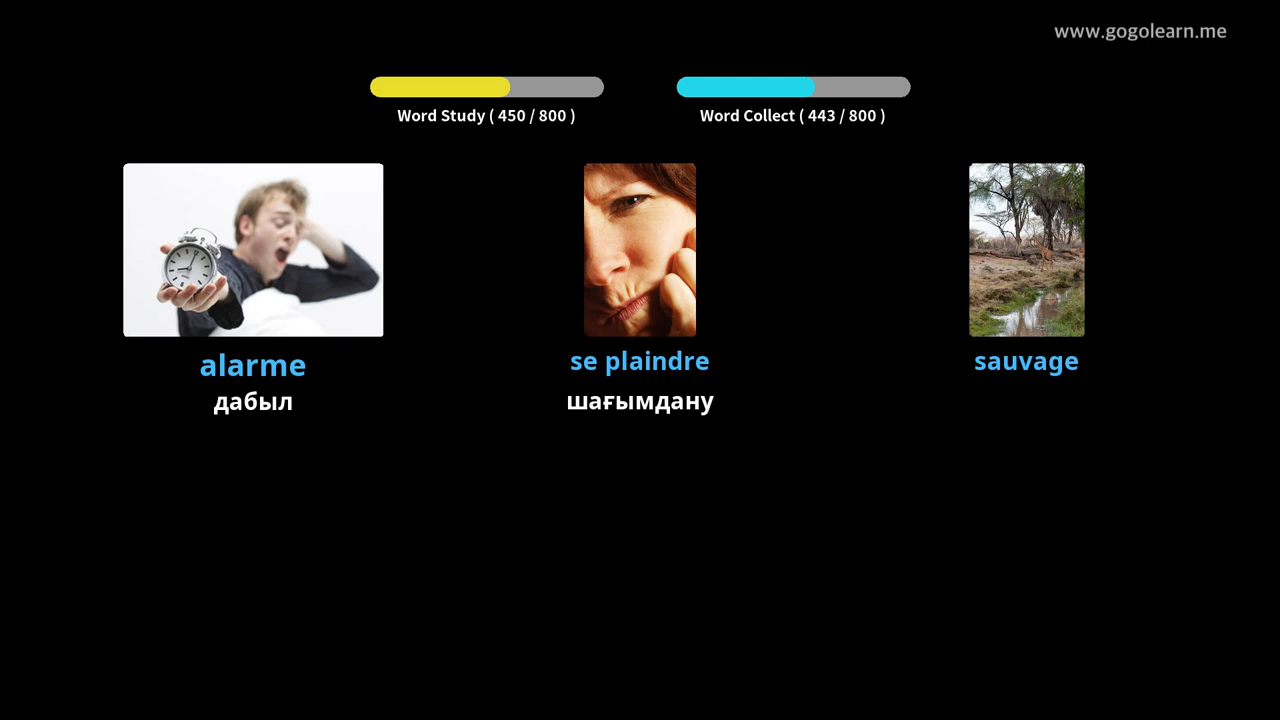 www.gogolearn.me
Word Study ( 450 / 800 )
Word Collect ( 443 / 800 )
alarme
дабыл
se plaindre
шағымдану
sauvage